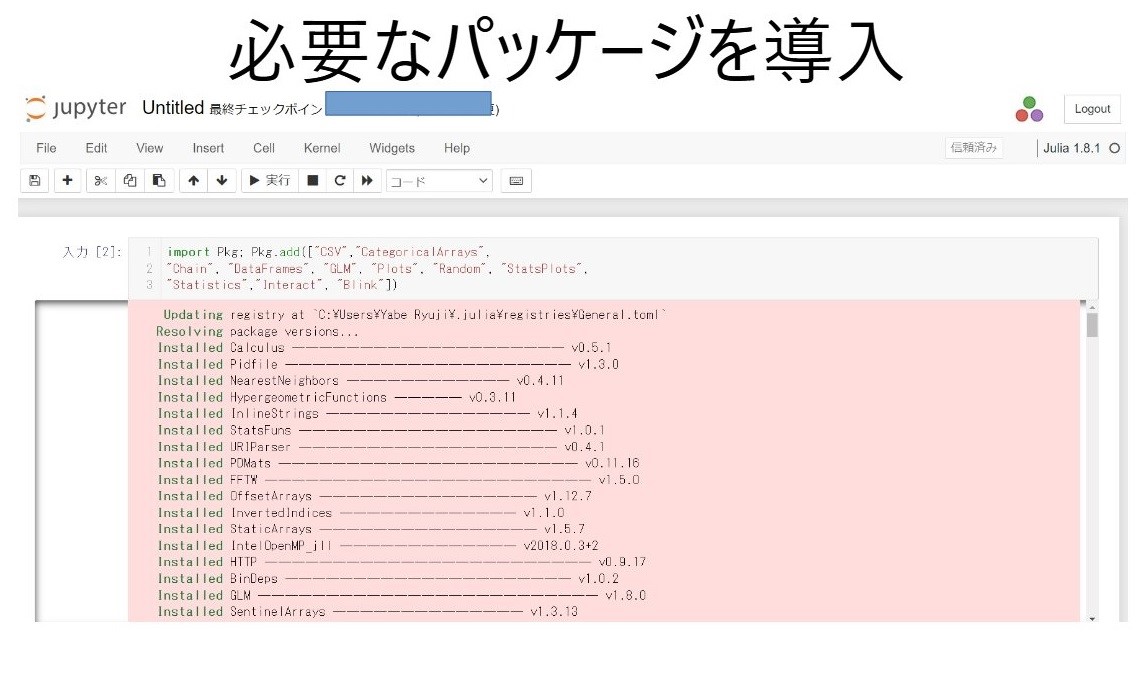 必要なパッケージを導入
jupyter Untitled 最終チェックポイン
Logout
File Edit View Insert Cell Kernel Widgets Help 信頼済み Julia 1.8.1
実行 コード
入力 [2]:
1 import Pkg; Pkg.add(["CSV","CategoricalArrays",
2 "Chain", "DataFrames", "GLM", "Plots", "Random", "StatsPlots",
3 "Statistics","Interact", "Blink"])
Updating registry at `C:¥Users¥Yabe Ryuji¥.julia¥registries¥General.toml`
Resolving package versions...
Installed Calculus ──────────────────── v0.5.1
Installed Pidfile ───────────────────── v1.3.0
Installed NearestNeighbors ──────────── v0.4.11
Installed HypergeometricFunctions ───── v0.3.11
Installed InlineStrings ─────────────── v1.1.4
Installed StatsFuns ─────────────────── v1.0.1
Installed URIParser ─────────────────── v0.4.1
Installed PDMats ────────────────────── v0.11.16
Installed FFTW ──────────────────────── v1.5.0
Installed OffsetArrays ──────────────── v1.12.7
Installed InvertedIndices ───────────── v1.1.0
Installed StaticArrays ──────────────── v1.5.7
Installed IntelOpenMP_jll ───────────── v2018.0.3+2
Installed HTTP ──────────────────────── v0.9.17
Installed BinDeps ───────────────────── v1.0.2
Installed GLM ───────────────────────── v1.8.0
Installed SentinelArrays ────────────── v1.3.13